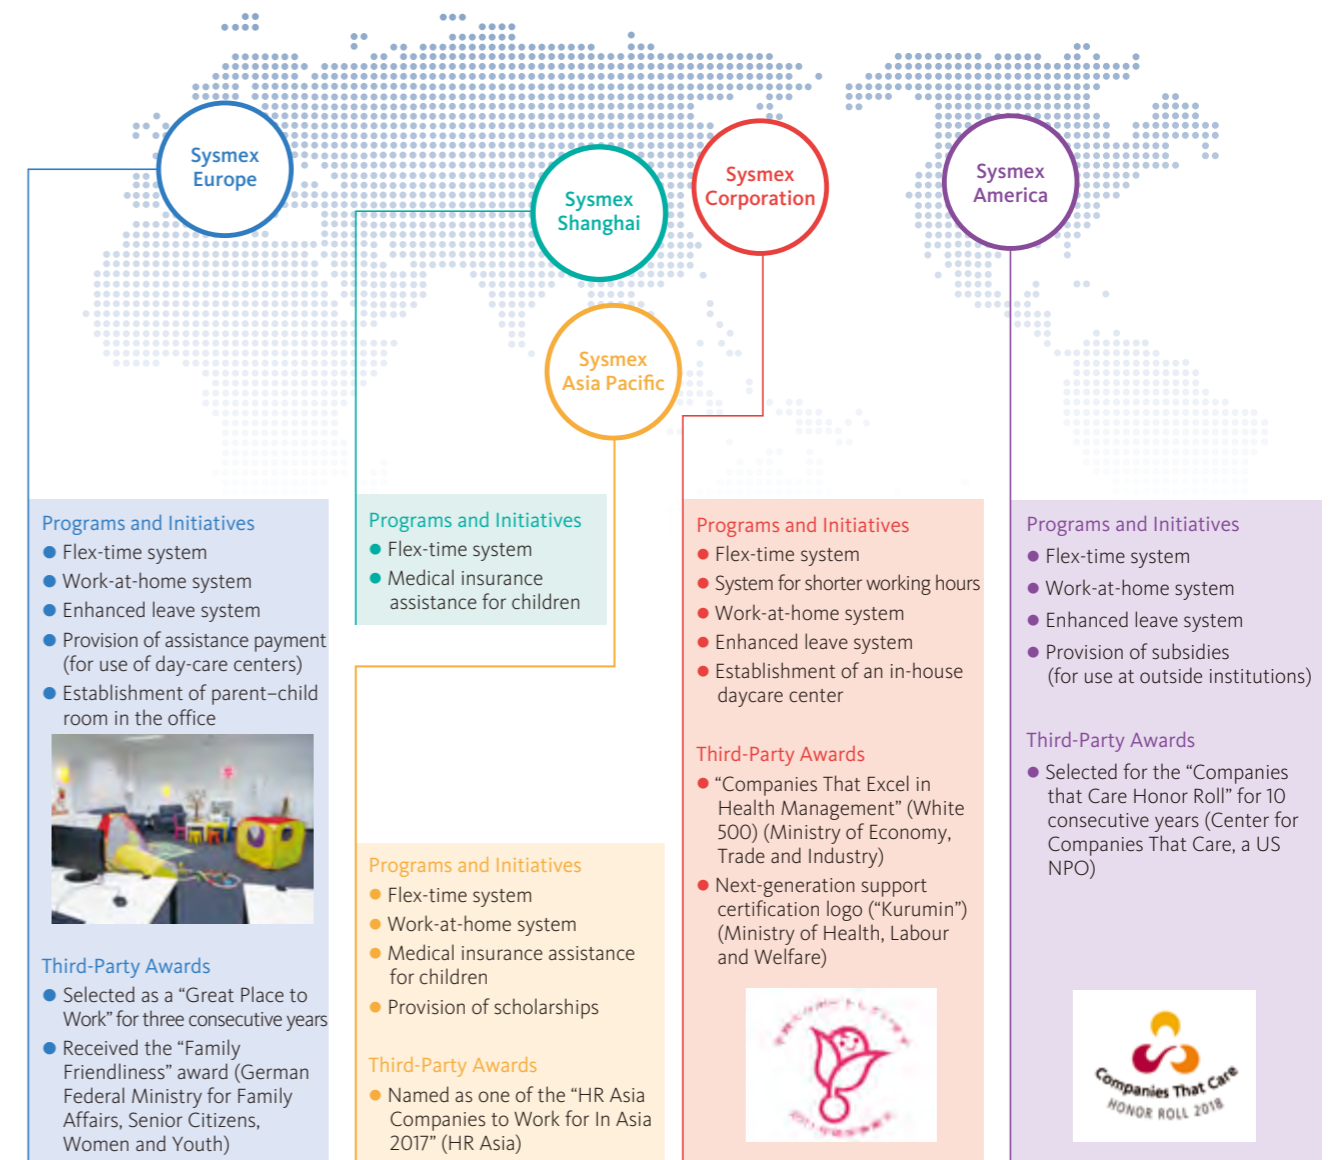 Sysmex
Europe
Sysmex
Shanghai
Sysmex
Corporation
Sysmex
America
Sysmex
Asia Pacific
Programs and Initiatives
● Flex-time system
● Work-at-home system
● Enhanced leave system
● Provision of assistance payment
(for use of day-care centers)
● Establishment of parent–child
room in the office
Third-Party Awards
● Selected as a “Great Place to
Work” for three consecutive years
● Received the “Family
Friendliness” award (German
Federal Ministry for Family
Affairs, Senior Citizens,
Women and Youth)
Programs and Initiatives
● Flex-time system
● Medical insurance
assistance for children
Programs and Initiatives
● Flex-time system
● Work-at-home system
● Medical insurance assistance
for children
● Provision of scholarships
Third-Party Awards
● Named as one of the “HR Asia
Companies to Work for In Asia
2017” (HR Asia)
Programs and Initiatives
● Flex-time system
● System for shorter working hours
● Work-at-home system
● Enhanced leave system
● Establishment of an in-house
daycare center
Third-Party Awards
● “Companies That Excel in
Health Management” (White
500) (Ministry of Economy,
Trade and Industry)
● Next-generation support
certification logo (“Kurumin”)
(Ministry of Health, Labour
and Welfare)
Programs and Initiatives
● Flex-time system
● Work-at-home system
● Enhanced leave system
● Provision of subsidies
(for use at outside institutions)
Third-Party Awards
● Selected for the “Companies
that Care Honor Roll” for 10
consecutive years (Center for
Companies That Care, a US
NPO)
Companies That Care
HONOR ROLL 2018